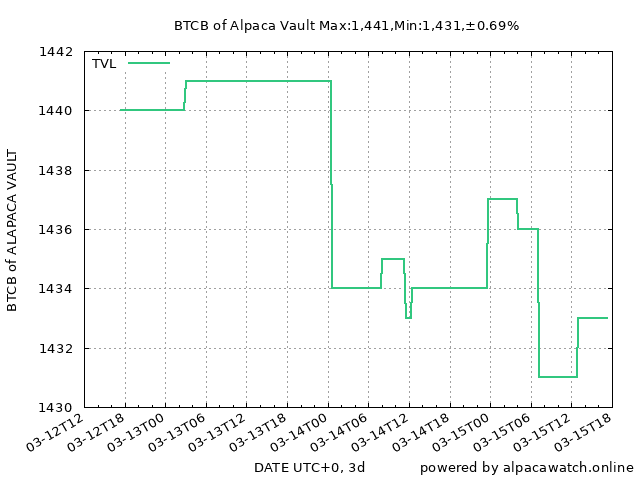 BTCB of Alpaca Vault Max:1,441,Min:1,431,±0.69%
TVL
BTCB of ALAPACA VAULT
1442
1440
1438
1436
1434
1432
1430
03-12T12
03-12T18
03-13T00
03-13T06
03-13T12
03-13T18
03-14T00
03-14T06
03-14T12
03-14T18
03-15T00
03-15T06
03-15T12
03-15T18
DATE UTC+0, 3d
powered by alpacawatch.online